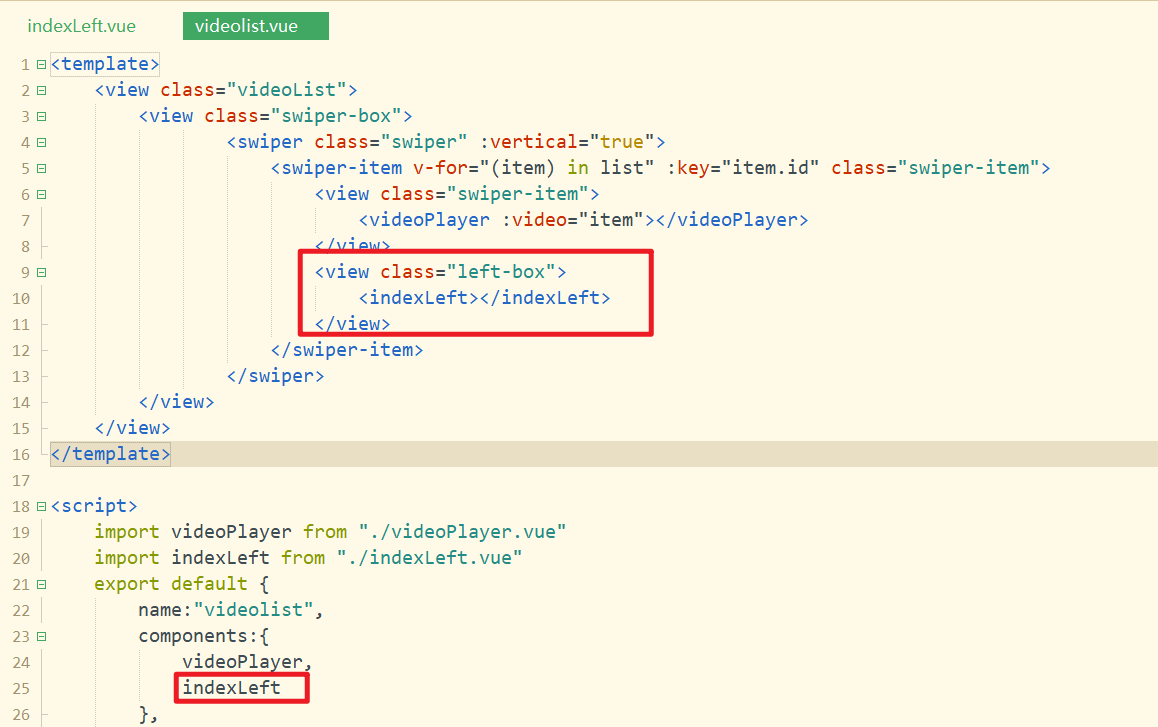 indexLeft.vue videolist.vue
1 <template>
2 <view class="videoList">
3 <view class="swiper-box">
4 <swiper class="swiper" :vertical="true">
5 <swiper-item v-for="(item) in list" :key="item.id" class="swiper-item">
6 <view class="swiper-item">
7 <videoPlayer :video="item"></videoPlayer>
8 </view>
9 <view class="left-box">
10 <indexLeft></indexLeft>
11 </view>
12 </swiper-item>
13 </swiper>
14 </view>
15 </view>
16 </template>
17
18 <script>
19 import videoPlayer from "./videoPlayer.vue"
20 import indexLeft from "./indexLeft.vue"
21 export default {
22 name:"videolist",
23 components:{
24 videoPlayer,
25 indexLeft
26 },